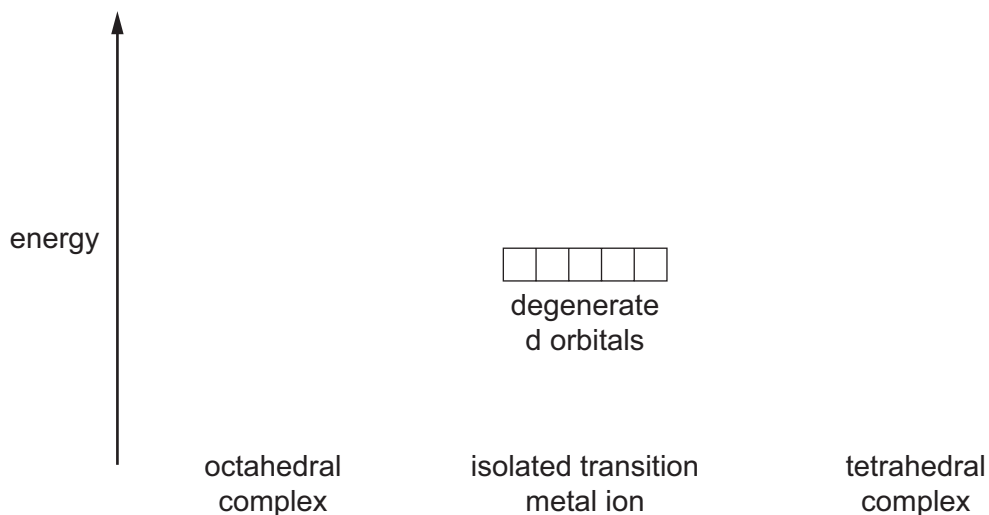 energy
degenerate
d orbitals
octahedral
complex
isolated transition
metal ion
tetrahedral
complex